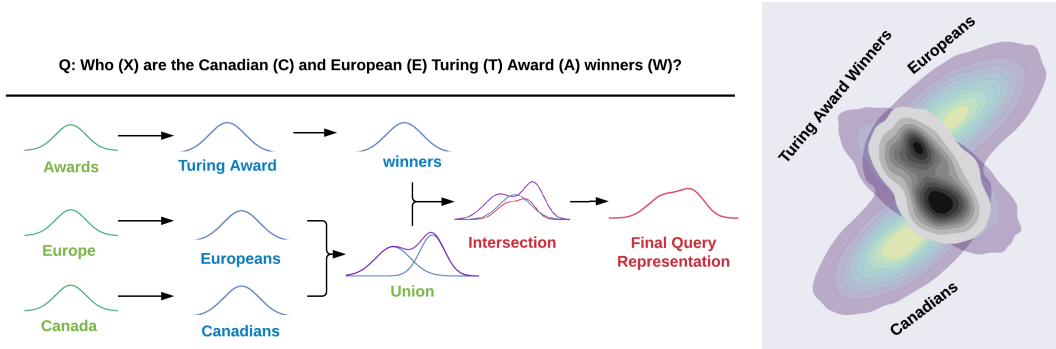 Q: Who (X) are the Canadian (C) and European (E) Turing (T) Award (A) winners (W)?
Awards
Turing Award
winners
Europe
Europeans
Canada
Canadians
Union
Intersection
Final Query
Representation
Turing Award Winners
Europeans
Canadians